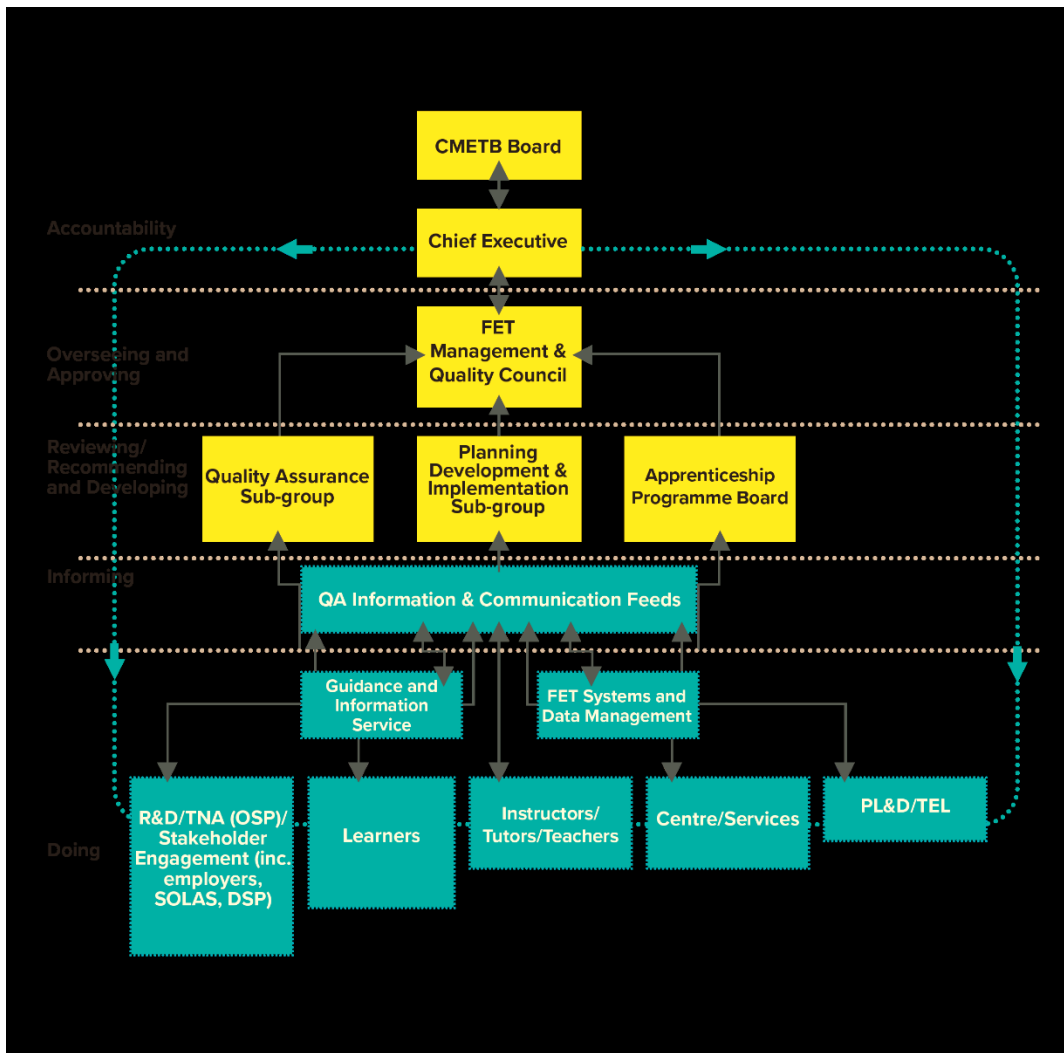 CMETB Board
Accountability
Chief Executive
Overseeing and
Approving
FET
Management &
Quality Council
Reviewing/
Recommending
and Developing
Quality Assurance
Sub-group
Planning
Development &
Implementation
Sub-group
Apprenticeship
Programme Board
Informing
QA Information & Communication Feeds
Guidance and
Information
Service
FET Systems and
Data Management
Doing
R&D/TNA (OSP)/
Stakeholder
Engagement (inc.
employers,
SOLAS, DSP)
Learners
Instructors/
Tutors/Teachers
Centre/Services
PL&D/TEL